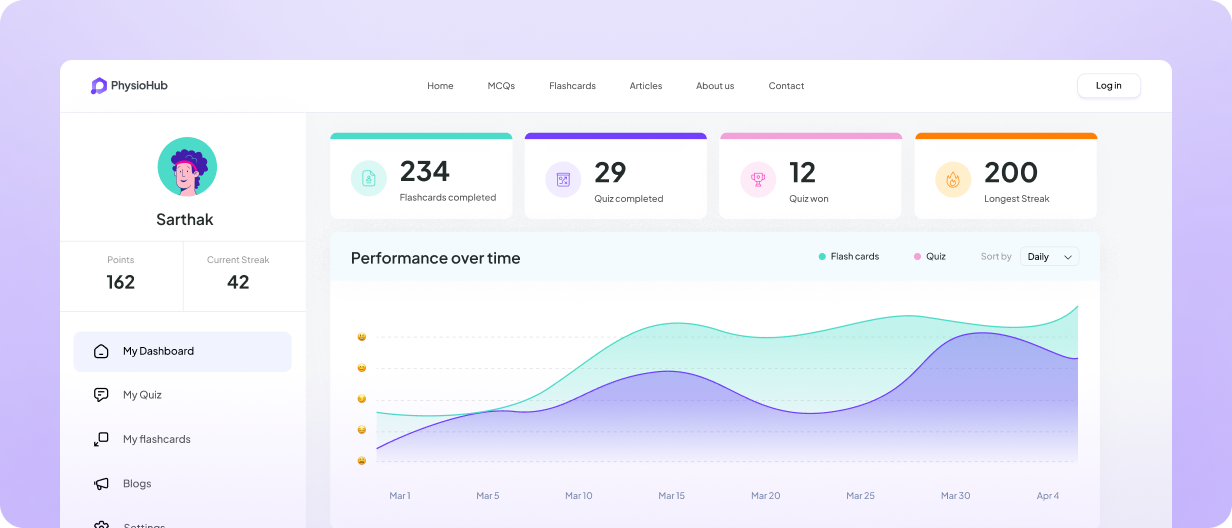 PhysioHub
Home MCQs Flashcards Articles About us Contact
Log in
Sarthak
Points
162
Current Streak
42
My Dashboard
My Quiz
My flashcards
Blogs
Settings
234
Flashcards completed
29
Quiz completed
12
Quiz won
200
Longest Streak
Performance over time
Flash cards
Quiz
Sort by
Daily
Mar 1 Mar 5 Mar 10 Mar 15 Mar 20 Mar 25 Mar 30 Apr 4